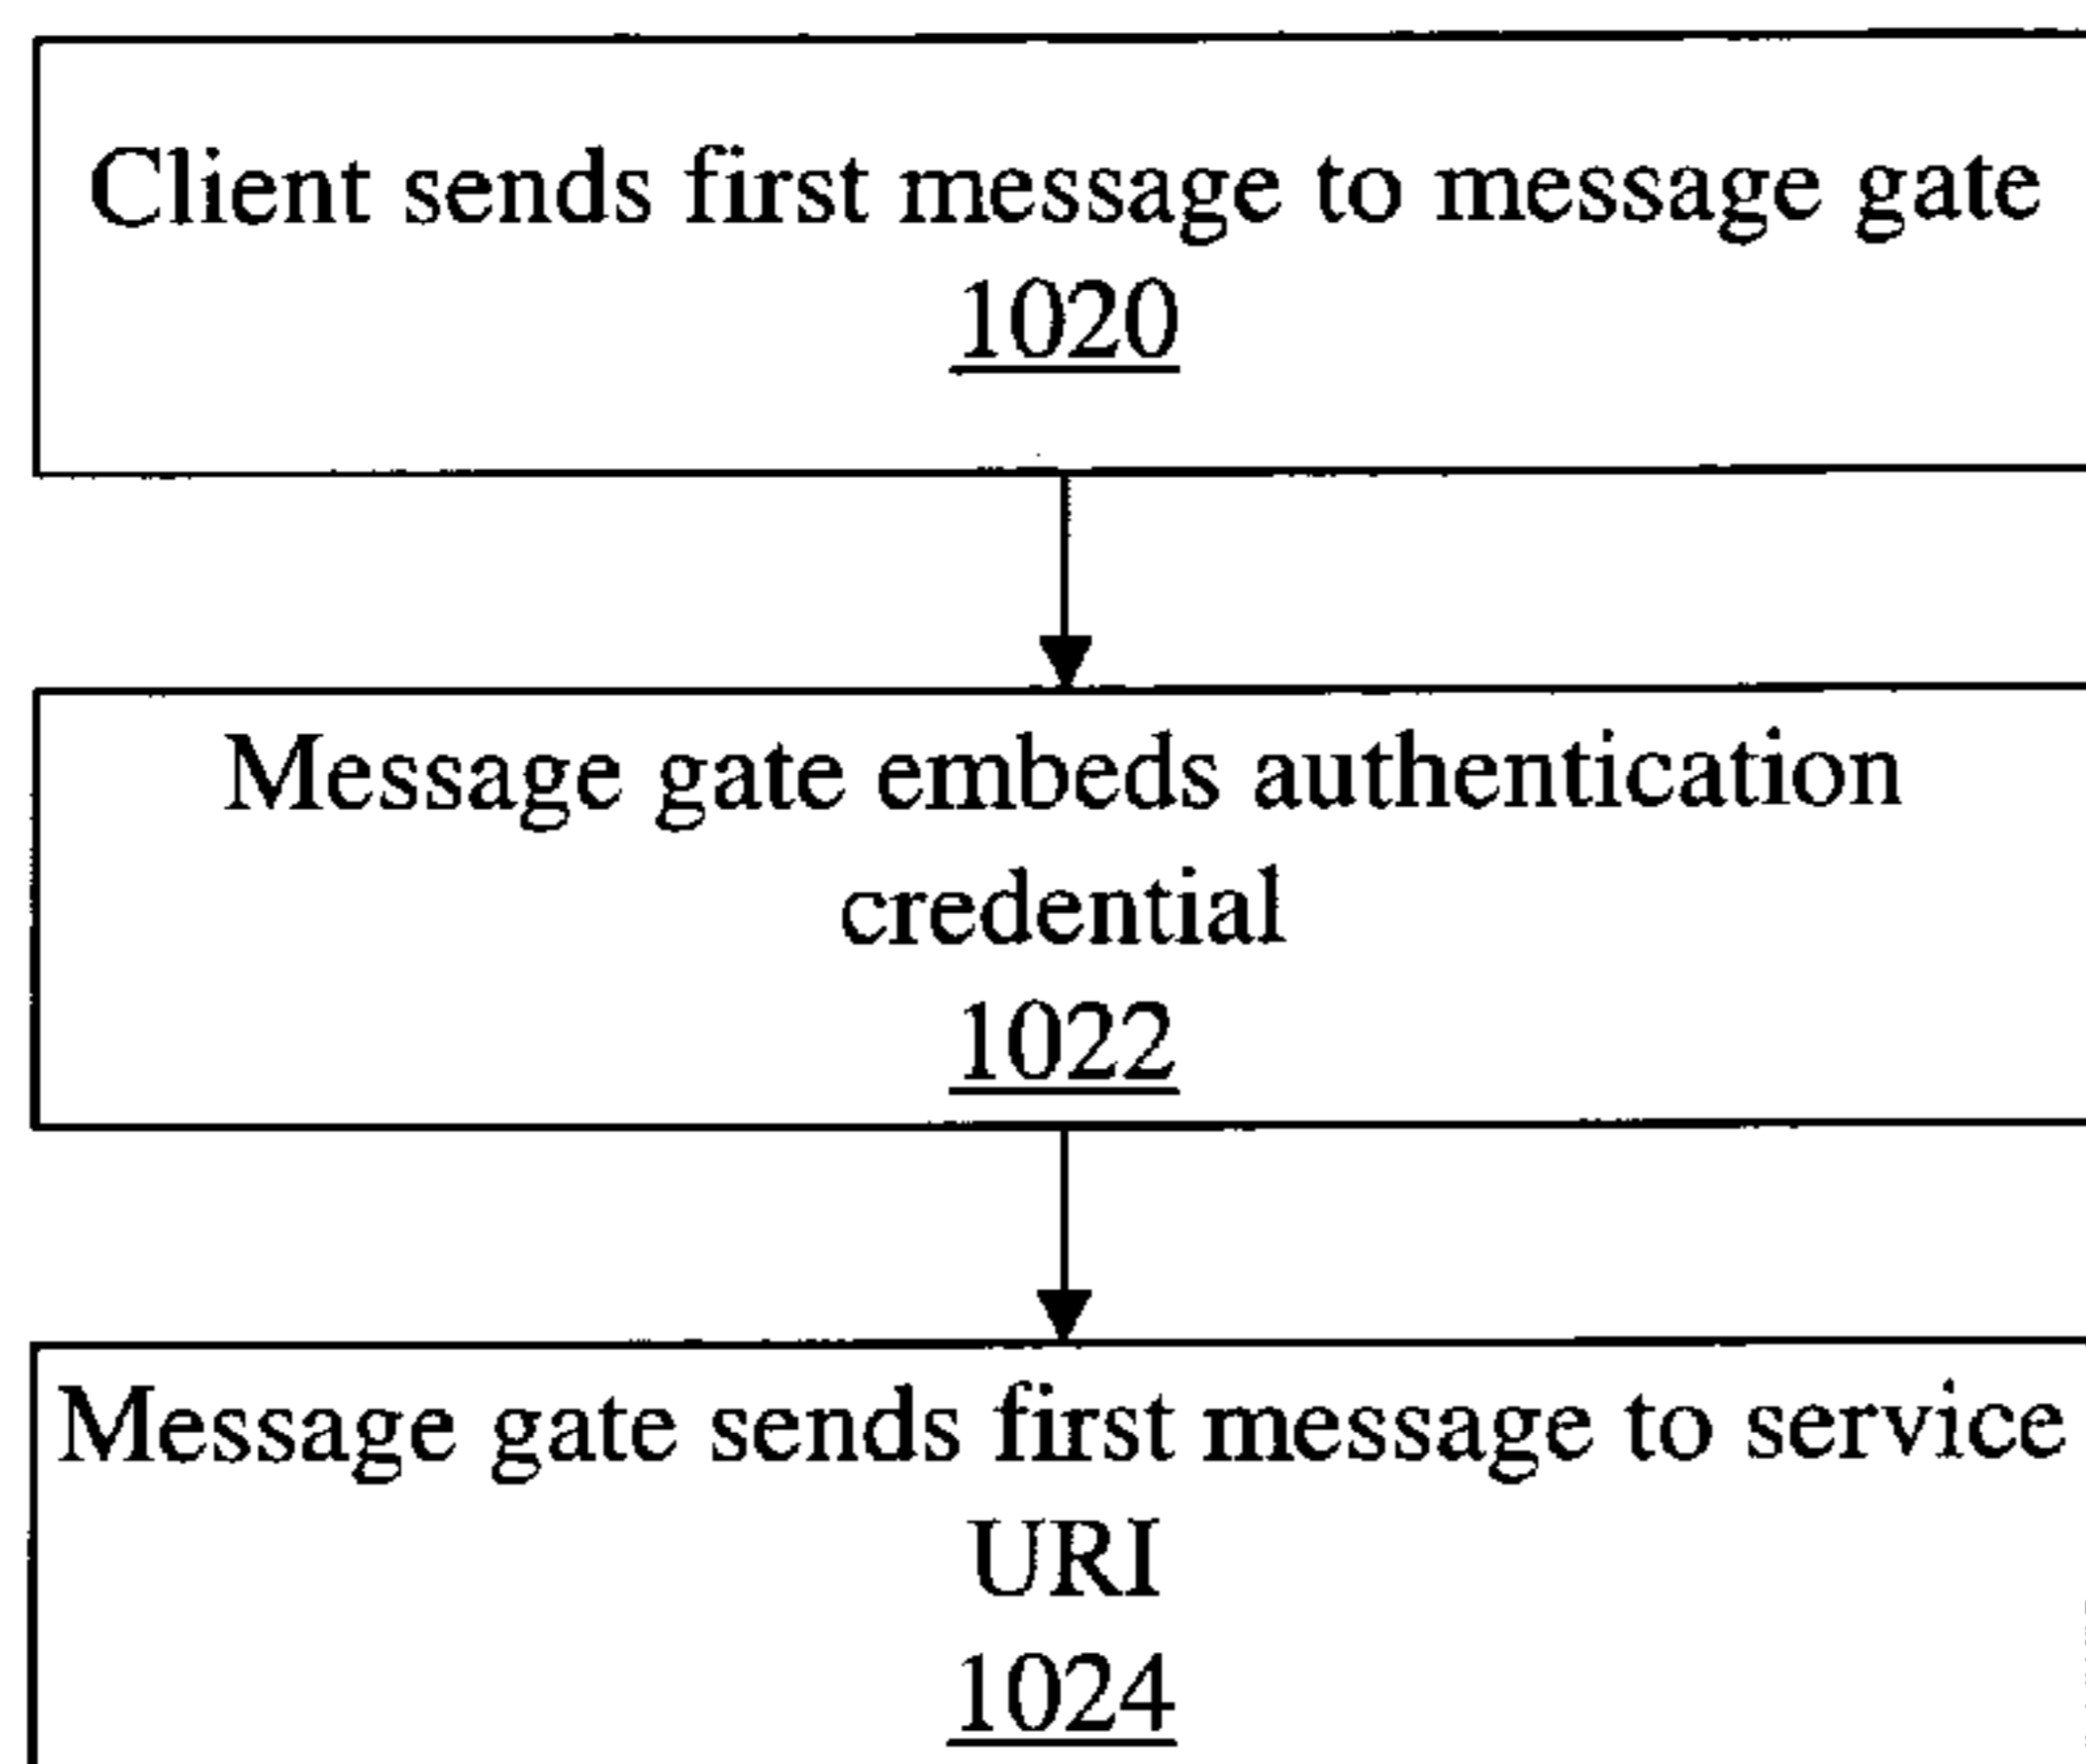 Client sends first message to message gate
1020
Message gate embeds authentication
credential
1022
Message gate sends first message to service
URI
1024